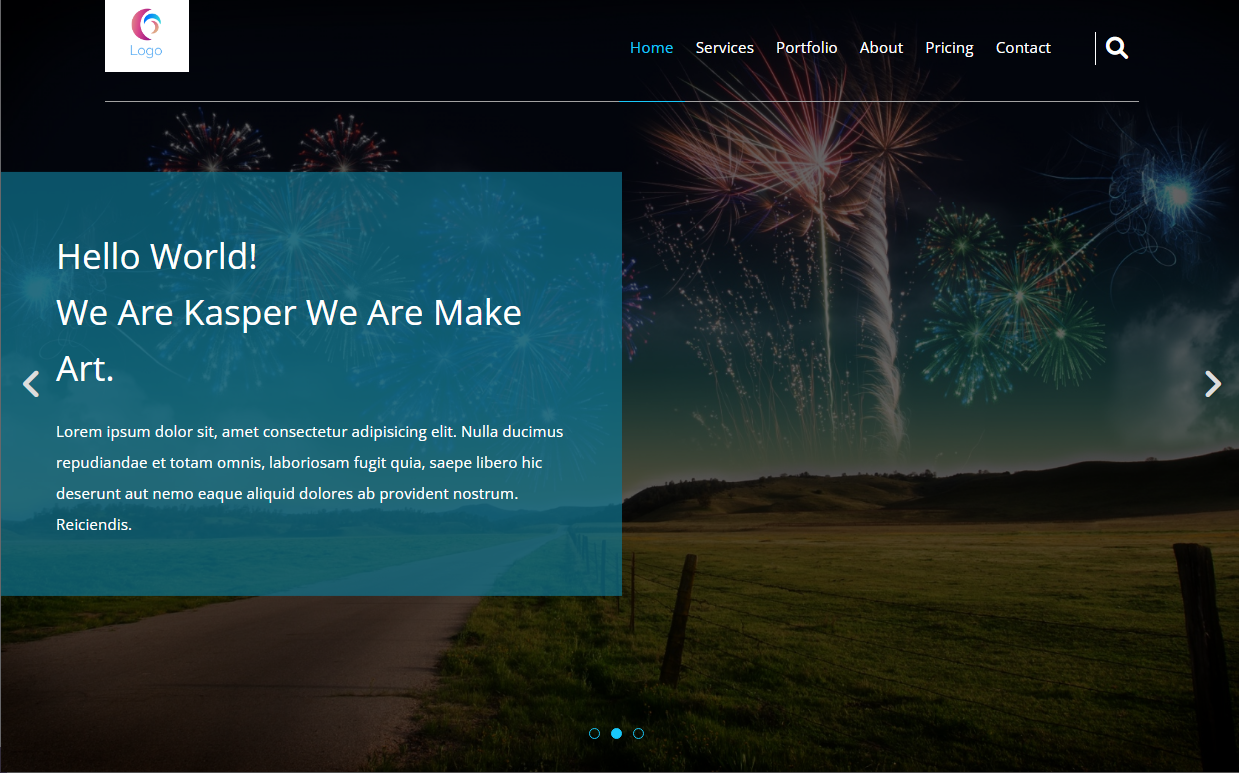 Logo
Home Services Portfolio About Pricing Contact
Hello World!
We Are Kasper We Are Make
Art.
Lorem ipsum dolor sit, amet consectetur adipisicing elit. Nulla ducimus
repudiandae et totam omnis, laboriosam fugit quia, saepe libero hic
deserunt aut nemo eaque aliquid dolores ab provident nostrum.
Reiciendis.